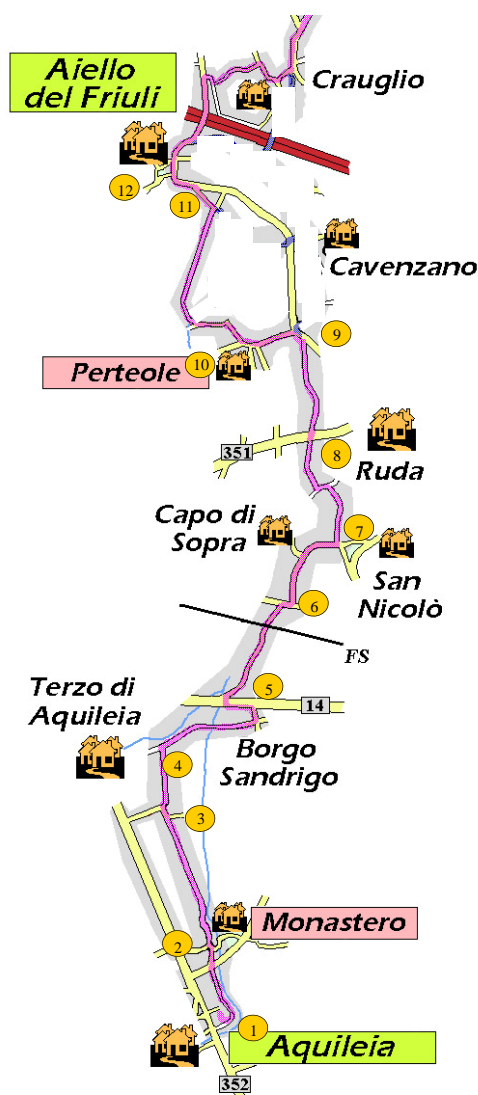 Aiello
del Friuli
Crauglio
12
11
Cavenzano
9
10
Perteole
351
8
Ruda
Capo di
Sopra
7
San
Nicolò
6
FS
5
Terzo di
Aquileia
14
Borgo
Sandrigo
4
3
Monastero
2
1
Aquileia
352